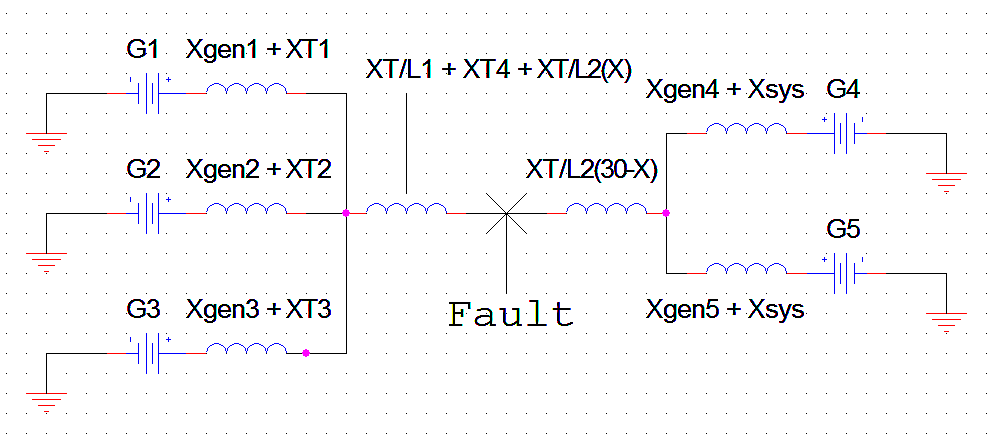 G1 Xgen1 + XT1
XT/L1 + XT4 + XT/L2(X)
Xgen4 + Xsys G4
G2 Xgen2 + XT2
XT/L2(30-X)
G5
G3 Xgen3 + XT3
Fault
Xgen5 + Xsys